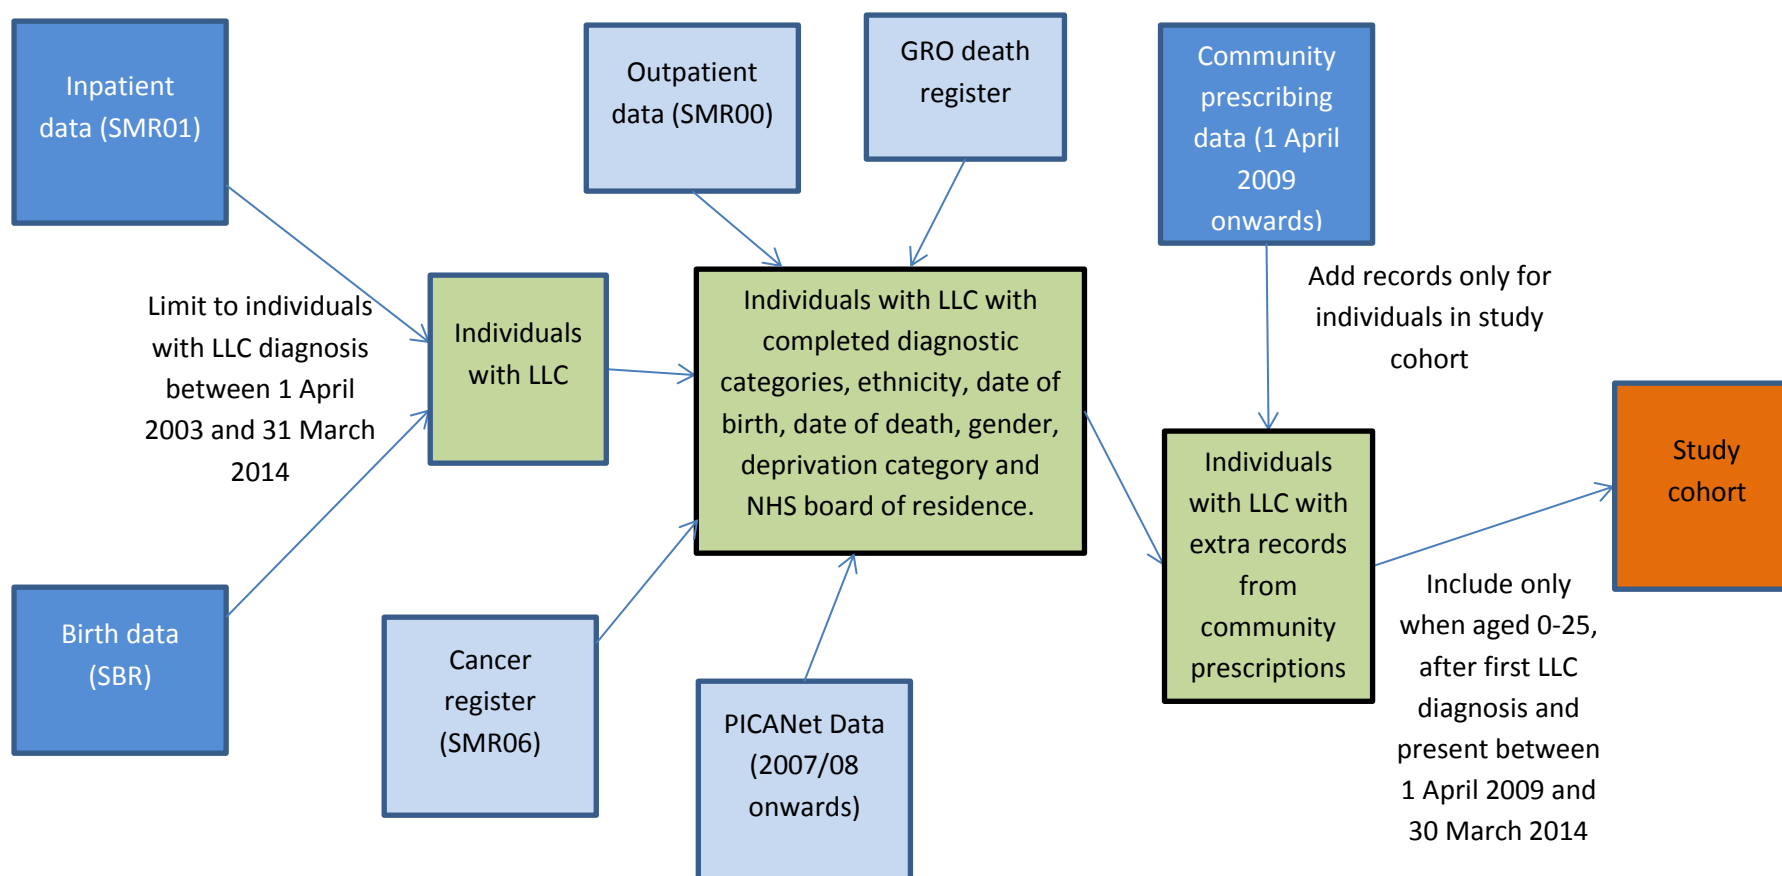 Inpatient
data (SMR01)
Outpatient
data (SMR00)
GRO death
register
Community
prescribing
data (1 April
2009
onwards)
Limit to individuals
with LLC diagnosis
between 1 April
2003 and 31 March
2014
Individuals
with LLC
Individuals with LLC with
completed diagnostic
categories, ethnicity, date of
birth, date of death, gender,
deprivation category and
NHS board of residence.
Add records only for
individuals in study
cohort
Individuals
with LLC with
extra records
from
community
prescriptions
Study
cohort
Birth data
(SBR)
Cancer
register
(SMR06)
PICANet Data
(2007/08
onwards)
Include only
when aged 0-25,
after first LLC
diagnosis and
present between
1 April 2009 and
30 March 2014